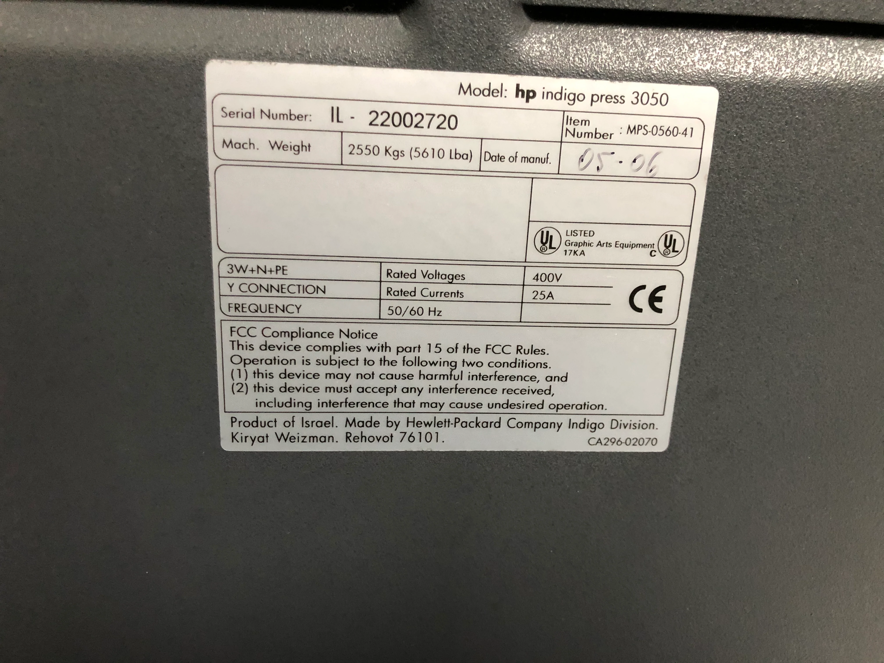 Model: hp indigo press 3050
Serial Number: IL - 22002720 Item Number : MPS-0560-41
Mach. Weight 2550 Kgs (5610 Lba) Date of manuf. 05-06
UL LISTED Graphic Arts Equipment 17KA C UL
3W+N+PE Rated Voltages 400V
Y CONNECTION Rated Currents 25A
FREQUENCY 50/60 Hz
CE
FCC Compliance Notice
This device complies with part 15 of the FCC Rules.
Operation is subject to the following two conditions.
(1) this device may not cause harmful interference, and
(2) this device must accept any interference received,
including interference that may cause undesired operation.
Product of Israel. Made by Hewlett-Packard Company Indigo Division.
Kiryat Weizman. Rehovot 76101. CA296-02070